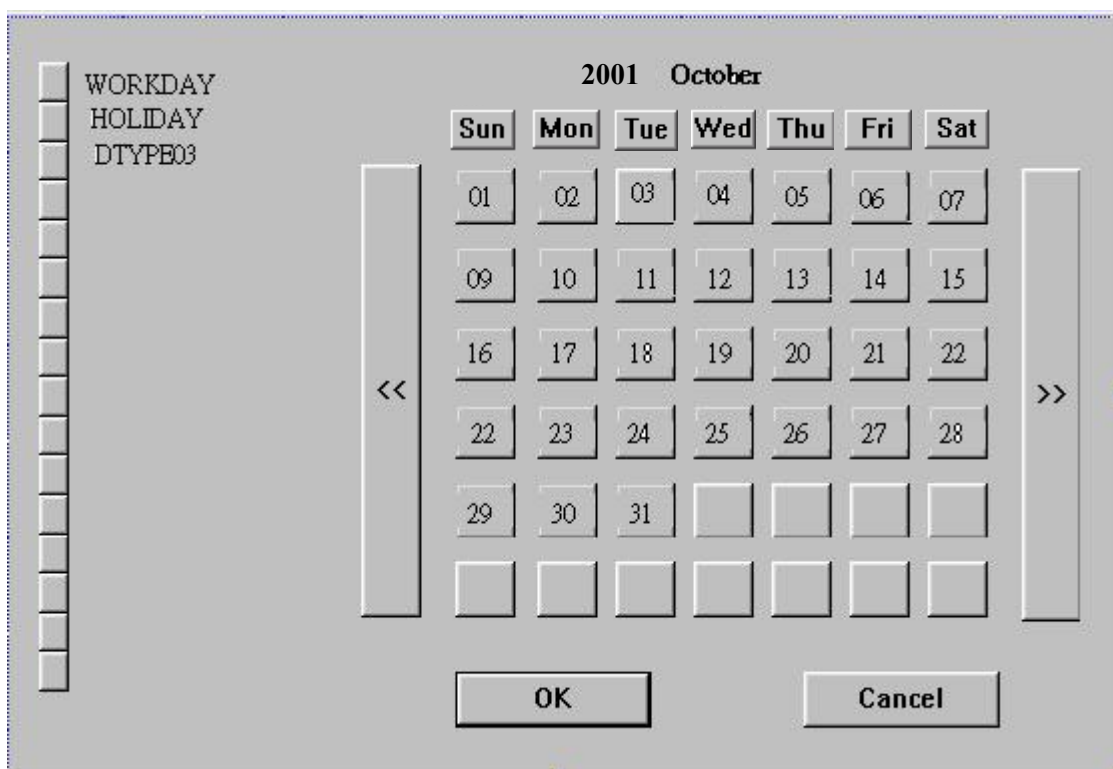 2001 October
WORKDAY
HOLIDAY
DTYPE03
Sun Mon Tue Wed Thu Fri Sat
01 02 03 04 05 06 07
09 10 11 12 13 14 15
16 17 18 19 20 21 22
<< >>
22 23 24 25 26 27 28
29 30 31
OK Cancel